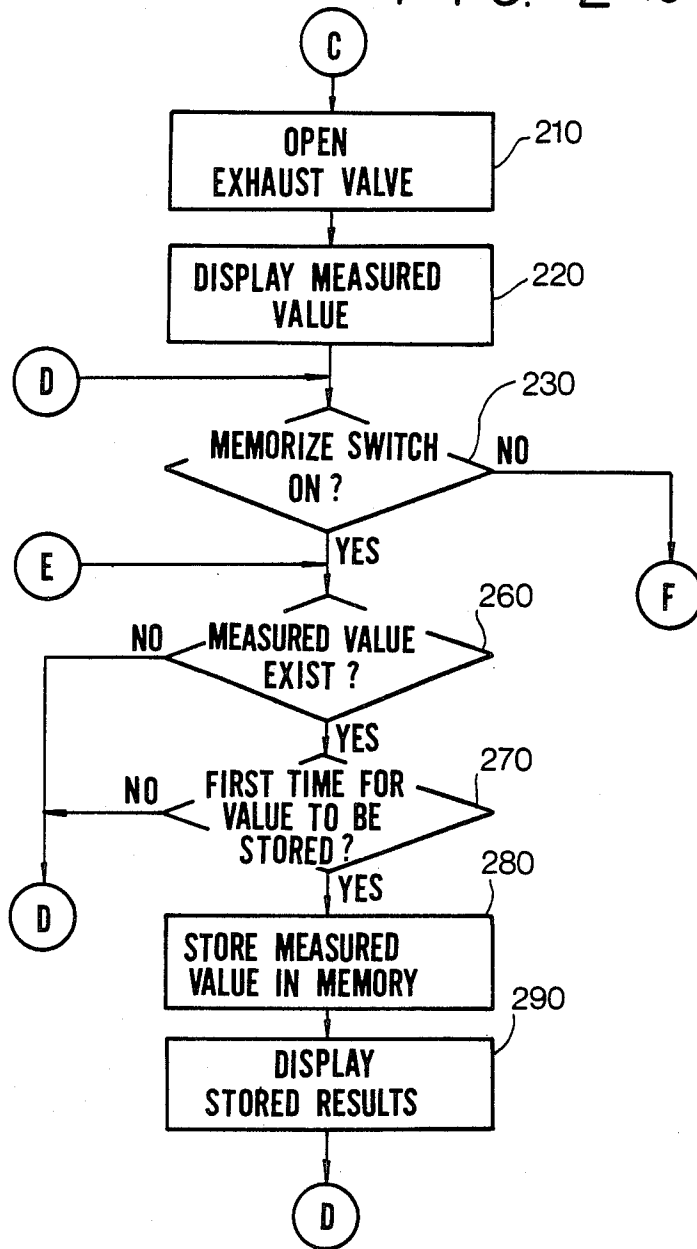 C
OPEN
EXHAUST VALVE
210
DISPLAY MEASURED
VALUE
220
D
230
MEMORIZE SWITCH
ON ?
NO
YES
E
F
260
NO
MEASURED VALUE
EXIST ?
YES
270
NO
FIRST TIME FOR
VALUE TO BE
STORED ?
YES
D
280
STORE MEASURED
VALUE IN MEMORY
290
DISPLAY
STORED RESULTS
D